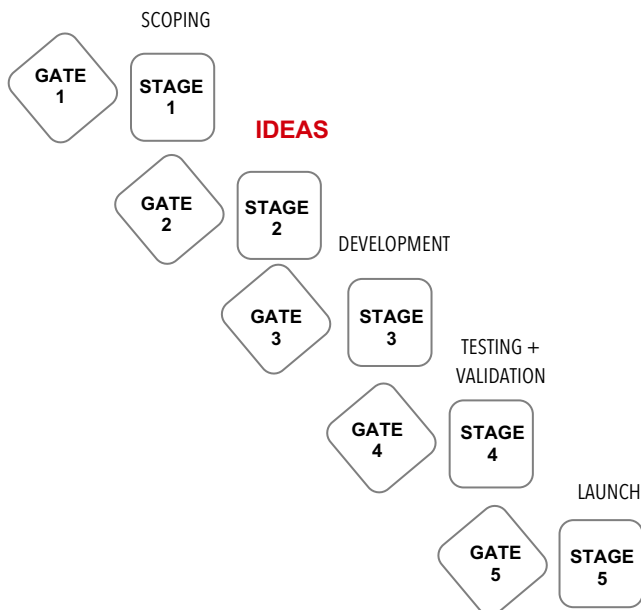 SCOPING
GATE
1
STAGE
1
IDEAS
GATE
2
STAGE
2
DEVELOPMENT
GATE
3
STAGE
3
TESTING +
VALIDATION
GATE
4
STAGE
4
LAUNCH
GATE
5
STAGE
5